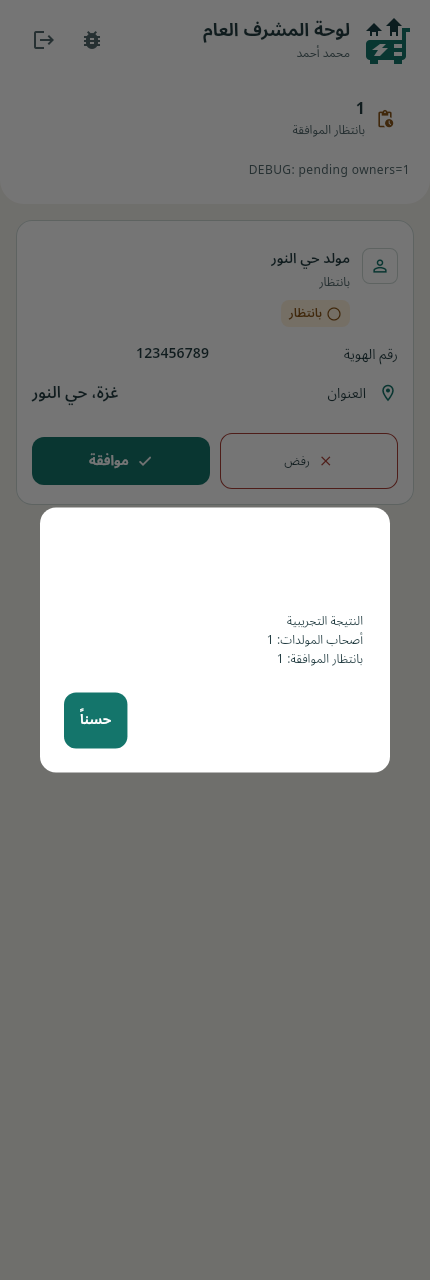 لوحة المشرف العام
محمد أحمد
1
بانتظار الموافقة
DEBUG: pending owners=1
مولد حي النور
بانتظار
بانتظار
رقم الهوية 123456789
العنوان غزة، حي النور
رفض موافقة
النتيجة التجريبية
أصحاب المولدات: 1
بانتظار الموافقة: 1
حسناً